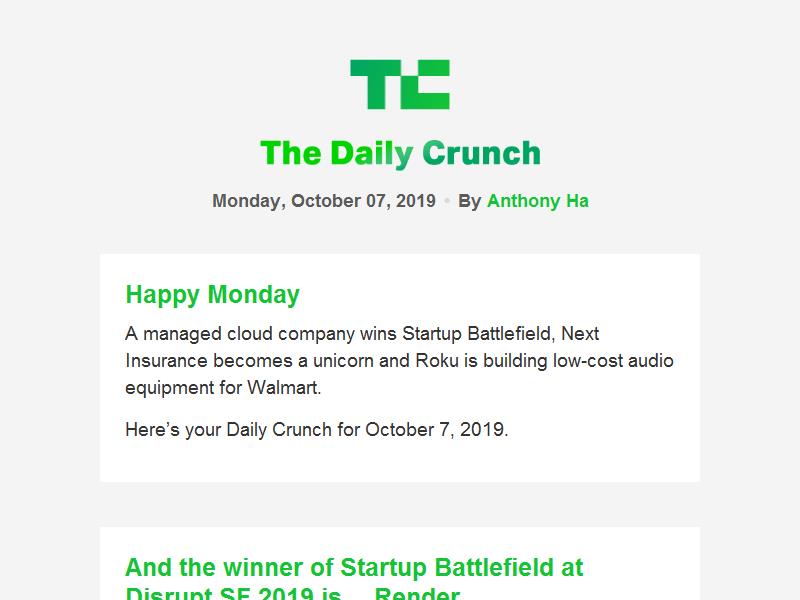 TC
The Daily Crunch
Monday, October 07, 2019 • By Anthony Ha
Happy Monday
A managed cloud company wins Startup Battlefield, Next
Insurance becomes a unicorn and Roku is building low-cost audio
equipment for Walmart.
Here’s your Daily Crunch for October 7, 2019.
And the winner of Startup Battlefield at
Disrupt SF 2019 is… Render